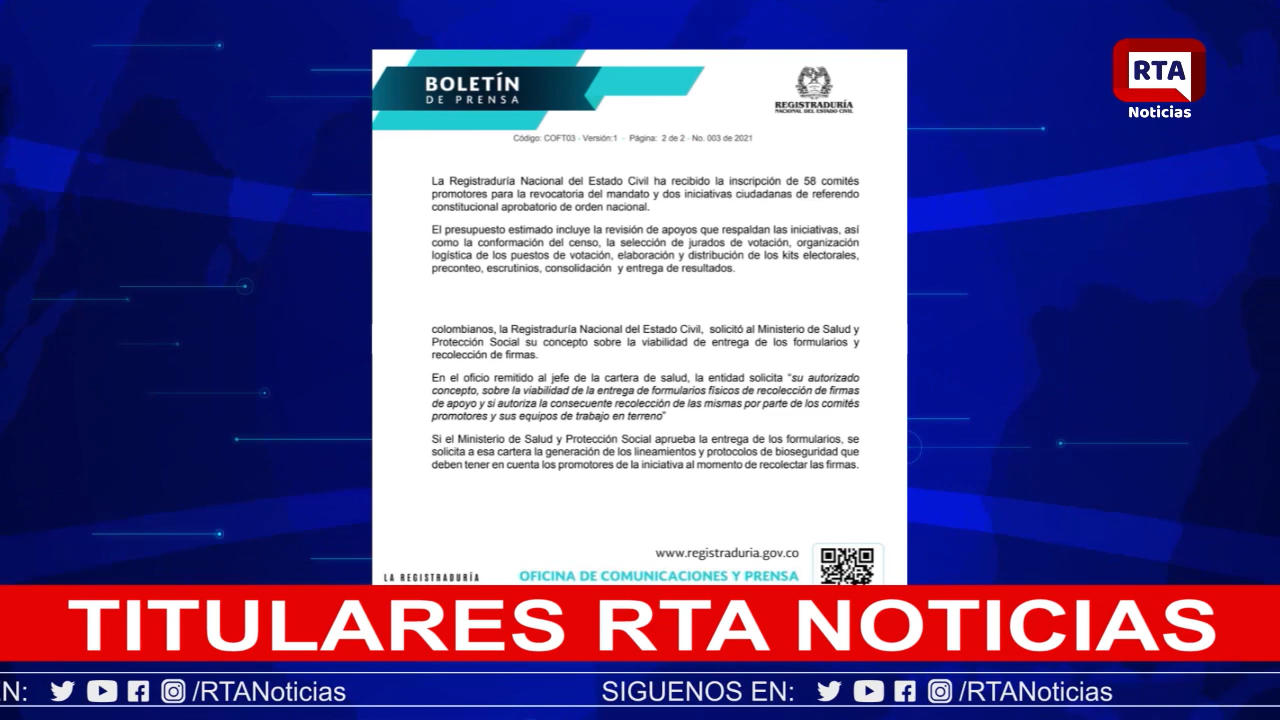 BOLETÍN
DE PRENSA
REGISTRADURÍA
NACIONAL DEL ESTADO CIVIL
RTA
Noticias
Código: COFT03 - Versión:1 - Página: 2 de 2 - No. 003 de 2021
La Registraduría Nacional del Estado Civil ha recibido la inscripción de 58 comités
promotores para la revocatoria del mandato y dos iniciativas ciudadanas de referendo
constitucional aprobatorio de orden nacional.
El presupuesto estimado incluye la revisión de apoyos que respaldan las iniciativas, así
como la conformación del censo, la selección de jurados de votación, organización
logística de los puestos de votación, elaboración y distribución de los kits electorales,
preconteo, escrutinios, consolidación y entrega de resultados.
colombianos, la Registraduría Nacional del Estado Civil, solicitó al Ministerio de Salud y
Protección Social su concepto sobre la viabilidad de entrega de los formularios y
recolección de firmas.
En el oficio remitido al jefe de la cartera de salud, la entidad solicita “su autorizado
concepto, sobre la viabilidad de la entrega de formularios físicos de recolección de firmas
de apoyo y si autoriza la consecuente recolección de las mismas por parte de los comités
promotores y sus equipos de trabajo en terreno”
Si el Ministerio de Salud y Protección Social aprueba la entrega de los formularios, se
solicita a esa cartera la generación de los lineamientos y protocolos de bioseguridad que
deben tener en cuenta los promotores de la iniciativa al momento de recolectar las firmas.
www.registraduria.gov.co
LA REGISTRADURÍA
OFICINA DE COMUNICACIONES Y PRENSA
TITULARES RTA NOTICIAS
EN: /RTANoticias SIGUENOS EN: /RTANoticias